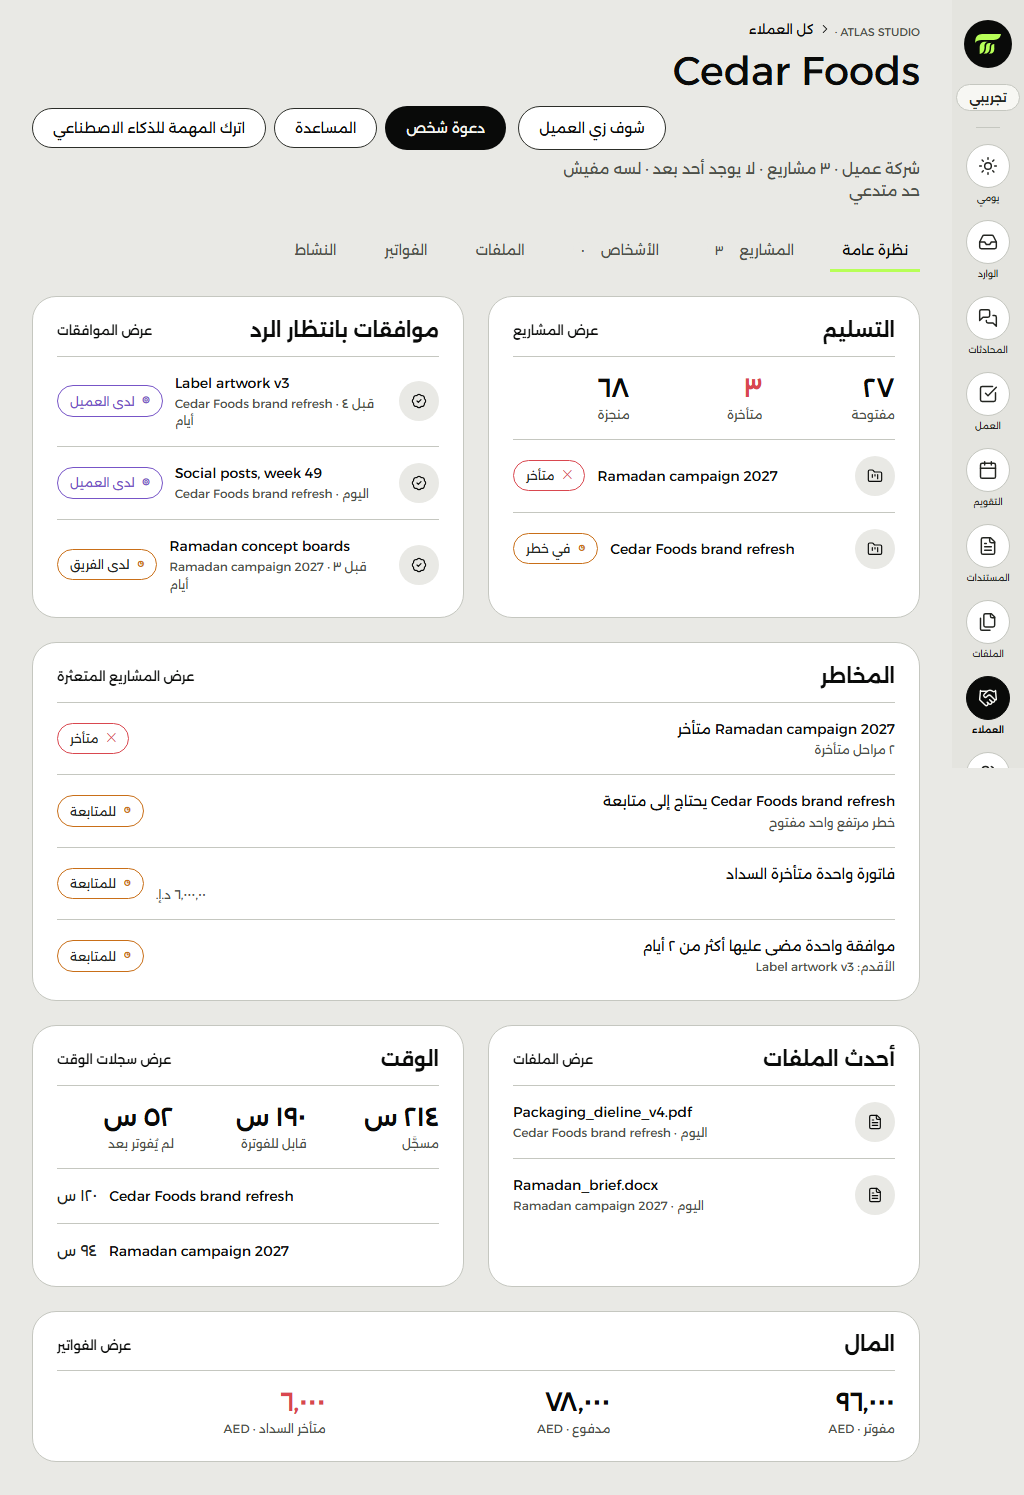 ATLAS STUDIO · › كل العملاء
Cedar Foods
شوف زي العميل
دعوة شخص
المساعدة
اترك المهمة للذكاء الاصطناعي
شركة عميل · ٣ مشاريع · لا يوجد أحد بعد · لسه مفيش
حد متدعي
نظرة عامة
المشاريع ٣
الأشخاص ٠
الملفات
الفواتير
النشاط
تجريبي
يومي
الوارد
المحادثات
العمل
التقويم
المستندات
الملفات
العملاء
التسليم
عرض المشاريع
٢٧
مفتوحة
٣
متأخرة
٦٨
منجزة
Ramadan campaign 2027
متأخر
Cedar Foods brand refresh
في خطر
موافقات بانتظار الرد
عرض الموافقات
Label artwork v3
Cedar Foods brand refresh · قبل ٤
أيام
لدى العميل
Social posts, week 49
Cedar Foods brand refresh · اليوم
لدى العميل
Ramadan concept boards
Ramadan campaign 2027 · قبل ٣
أيام
لدى الفريق
المخاطر
عرض المشاريع المتعثرة
Ramadan campaign 2027 متأخر
٢ مراحل متأخرة
متأخر
Cedar Foods brand refresh يحتاج إلى متابعة
خطر مرتفع واحد مفتوح
للمتابعة
فاتورة واحدة متأخرة السداد
٦,٠٠٠,٠٠ د.إ.
للمتابعة
موافقة واحدة مضى عليها أكثر من ٢ أيام
الأقدم: Label artwork v3
للمتابعة
أحدث الملفات
عرض الملفات
Packaging_dieline_v4.pdf
Cedar Foods brand refresh · اليوم
Ramadan_brief.docx
Ramadan campaign 2027 · اليوم
الوقت
عرض سجلات الوقت
٢١٤ س
مسجَّل
١٩٠ س
قابل للفوترة
٥٢ س
لم يُفوتر بعد
Cedar Foods brand refresh
١٢٠ س
Ramadan campaign 2027
٩٤ س
المال
عرض الفواتير
٩٦,٠٠٠
مفوتر · AED
٧٨,٠٠٠
مدفوع · AED
٦,٠٠٠
متأخر السداد · AED